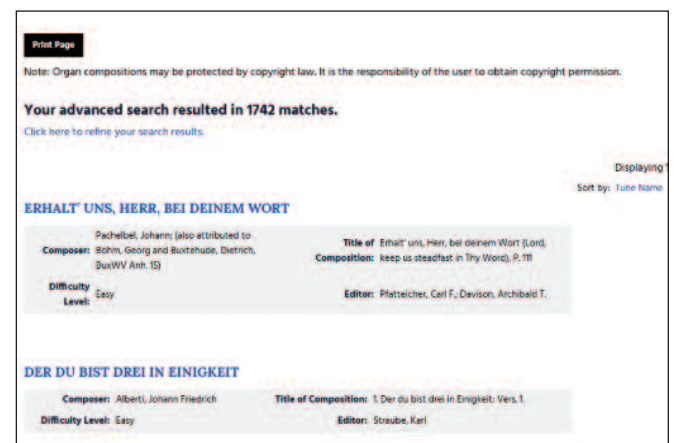 Print Page
Note: Organ compositions may be protected by copyright law. It is the responsibility of the user to obtain copyright permission.
Your advanced search resulted in 1742 matches.
Click here to refine your search results.
Displaying 1
Sort by: Tune Name
ERHALT' UNS, HERR, BEI DEINEM WORT
Composer: Pachelbel, Johann; (also attributed to
Böhm, Georg and Buxtehude, Dietrich,
BuxWV Anh. 15)
Title of Composition: Erhalt' uns, Herr, bei deinem Wort (Lord,
keep us steadfast in Thy Word), P. 111
Difficulty
Level: Easy
Editor: Pfatteicher, Carl F.; Davison, Archibald T.
DER DU BIST DREI IN EINIGKEIT
Composer: Alberti, Johann Friedrich
Title of Composition: 1. Der du bist drei in Einigkeit: Vers. 1.
Difficulty Level: Easy
Editor: Straube, Karl